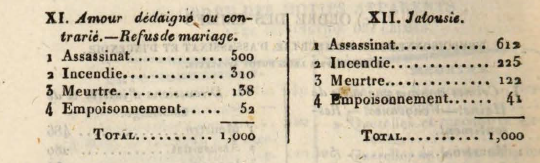 XI. Amour dédaigné ou con-
trarié.—Refus de mariage.
1 Assassinat............ 500
2 Incendie............. 310
3 Meurtre.............. 138
4 Empoisonnement..... 52
TOTAL......... 1,000
XII. Jalousie.
1 Assassinat............ 612
2 Incendie............. 225
3 Meurtre.............. 122
4 Empoisonnement...... 41
TOTAL......... 1,000